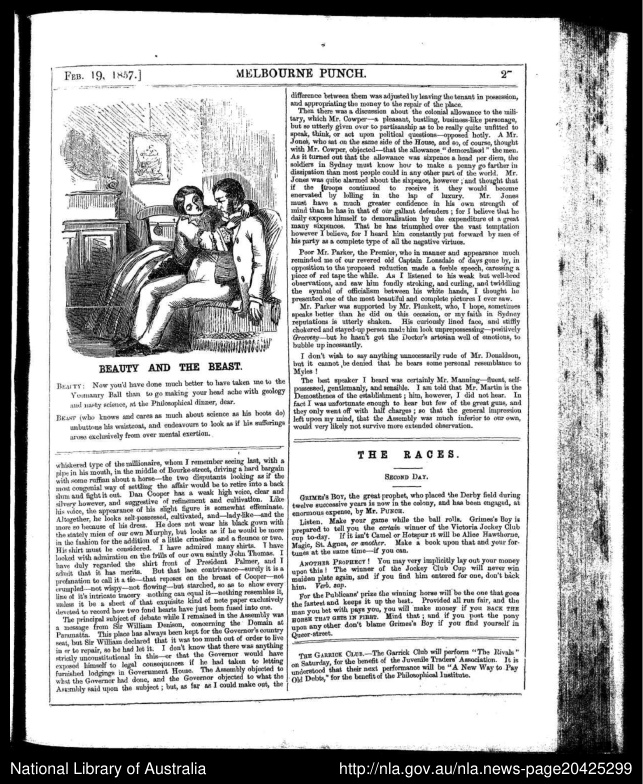 FEB. 19, 1857.]
MELBOURNE PUNCH.
BEAUTY AND THE BEAST.
BEAUTY: Now you'd have done much better to have taken me to the
Yeomanry Ball than to go making your head ache with geology
and nasty science, at the Philosophical dinner, dear.
BEAST (who knows and cares as much about science as his boots do)
unbuttons his waistcoat, and endeavours to look as if his sufferings
arose exclusively from over mental exertion.
whiskered type of the millionaire, whom I remember seeing last, with a
pipe in his mouth, in the middle of Bourke-street, driving a hard bargain
with some ruffian about a horse—the two disputants looking as if the
most congenial way of settling the affair would be to retire into a back
slum and fight it out. Dan Cooper has a weak high voice, clear and
silvery however, and suggestive of refinement and cultivation. Like
his voice, the appearance of his slight figure is somewhat effeminate.
Altogether, he looks self-possessed, cultivated, and—lady-like—and the
more so because of his dress. He does not wear his black gown with
the stately mien of our own Murphy, but looks as if he would be more
in the fashion for the addition of a little crinoline and a flounce or two.
His shirt must be considered. I have admired many shirts. I have
looked with admiration on the frills of our own saintly John Thomas. I
have duly regarded the shirt front of President Palmer, and I
admit that it has merits. But that lace contrivance—surely it is a
profanation to call it a tie—that reposes on the breast of Cooper—not
crumpled—not wispy—not flowing—but starched, so as to show every
line of it's intricate tracery—nothing can equal it—nothing resembles it,
unless it be a sheet of that exquisite kind of note paper exclusively
devoted to record how two fond hearts have just been fused into one.
The principal subject of debate while I remained in the Assembly was
a message from Sir William Denison, concerning the Domain at
Paramatta. This place has always been kept for the Governor's country
seat, but Sir William declared that it was too much out of order to live
in or to repair, so he had let it. I don't know that there was anything
strictly unconstitutional in this—or that the Governor would have
exposed himself to legal consequences if he had taken to letting
furnished lodgings in Government House. The Assembly objected to
what the Governor had done, and the Governor objected to what the
Assembly said upon the subject; but, as far as I could make out, the
difference between them was adjusted by leaving the tenant in possession,
and appropriating the money to the repair of the place.
Then there was a discussion about the colonial allowance to the mili-
tary, which Mr. Cowper—a pleasant, bustling, business-like personage,
but so utterly given over to partisanship as to be really quite unfitted to
speak, think, or act upon political questions—opposed hotly. A Mr.
Jones, who sat on the same side of the House, and so, of course, thought
with Mr. Cowper, objected—that the allowance "demoralised" the men.
As it turned out that the allowance was sixpence a head per diem, the
soldiers in Sydney must know how to make a penny go farther in
dissipation than most people could in any other part of the world. Mr.
Jones was quite alarmed about the sixpence, however; and thought that
if the troops continued to receive it they would become
enervated by lolling in the lap of luxury. Mr. Jones
must have a much greater confidence in his own strength of
mind than he has in that of our gallant defenders; for I believe that he
daily exposes himself to demoralisation by the expenditure of a great
many sixpences. That he has triumphed over the vast temptation
however I believe, for I heard him constantly put forward by men of
his party as a complete type of all the negative virtues.
Poor Mr. Parker, the Premier, who in manner and appearance much
reminded me of our revered old Captain Lonsdale of days gone by, in
opposition to the proposed reduction made a feeble speech, caressing a
piece of red tape the while. As I listened to his weak but well-bred
observations, and saw him fondly stroking, and curling, and twiddling
the symbol of officialism between his white hands, I thought he
presented one of the most beautiful and complete pictures I ever saw.
Mr. Parker was supported by Mr. Plunkett, who, I hope, sometimes
speaks better than he did on this occasion, or my faith in Sydney
reputations is utterly shaken. His curiously lined face, and stiffly
chokered and stayed-up person made him look unprepossessing—positively
Greevesy—but he hasn't got the Doctor's artesian well of emotions, to
bubble up incessantly.
I don't wish to say anything unnecessarily rude of Mr. Donaldson,
but it cannot be denied that he bears some personal resemblance to
Myles!
The best speaker I heard was certainly Mr. Manning—fluent, self-
possessed, gentlemanly, and sensible. I am told that Mr. Martin is the
Demosthenes of the establishment; him, however, I did not hear. In
fact I was unfortunate enough to hear but few of the great guns, and
they only went off with half charges; so that the general impression
left upon my mind, that the Assembly was much inferior to our own,
would very likely not survive more extended observation.
THE RACES.
SECOND DAY.
GRIMES'S BOY, the great prophet, who placed the Derby field during
twelve successive years is now in the colony, and has been engaged, at
enormous expense, by Mr. PUNCH.
Listen. Make your game while the ball rolls. Grimes's Boy is
prepared to tell you the certain winner of the Victoria Jockey Club
cup to-day. If it isn't Camel or Hotspur it will be Alice Hawthorne,
Magic, St. Agnes, or another. Make a book upon that and your for-
tunes at the same time—if you can.
ANOTHER PROPHECY! You may very implicitly lay out your money
upon this! The winner of the Jockey Club Cup will never win
maiden plate again, and if you find him entered for one, don't back
him. Verb. sap.
For the Publicans' prize the winning horse will be the one that goes
the fastest and keeps it up the best. Provided all run fair, and the
man you bet with pays you, you will make money if you BACK THE
HORSE THAT GETS IN FIRST. Mind that; and if you past the pony
upon any other don't blame Grimes's Boy if you find yourself in
Queer-street.
THE GARRICK CLUB.—The Garrick Club will perform "The Rivals"
on Saturday, for the benefit of the Juvenile Traders' Association. It is
understood that their next performance will be "A New Way to Pay
Old Debts," for the benefit of the Philosophical Institute.
National Library of Australia
http://nla.gov.au/nla.news-page20425299